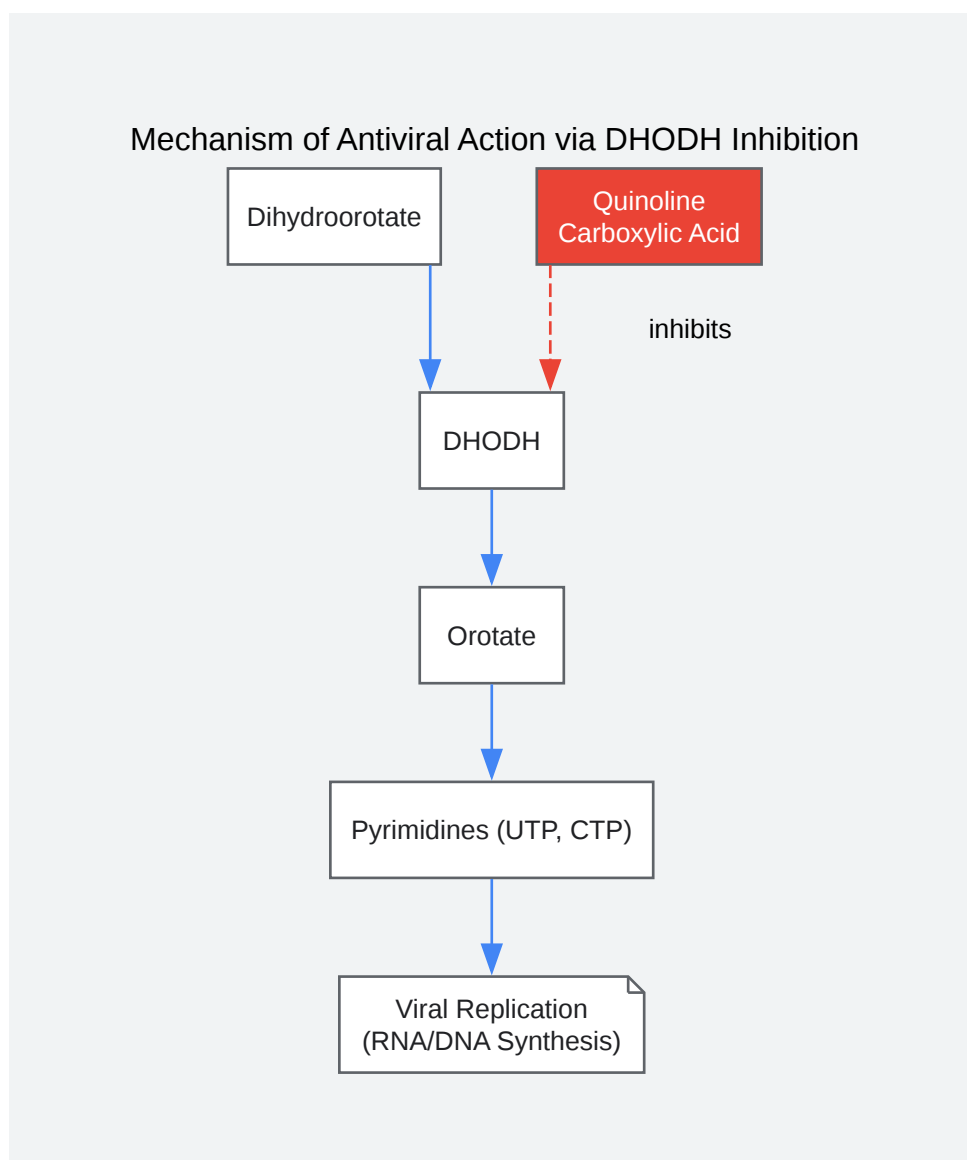 Mechanism of Antiviral Action via DHODH Inhibition
Dihydroorotate
Quinoline
Carboxylic Acid
inhibits
DHODH
Orotate
Pyrimidines (UTP, CTP)
Viral Replication
(RNA/DNA Synthesis)